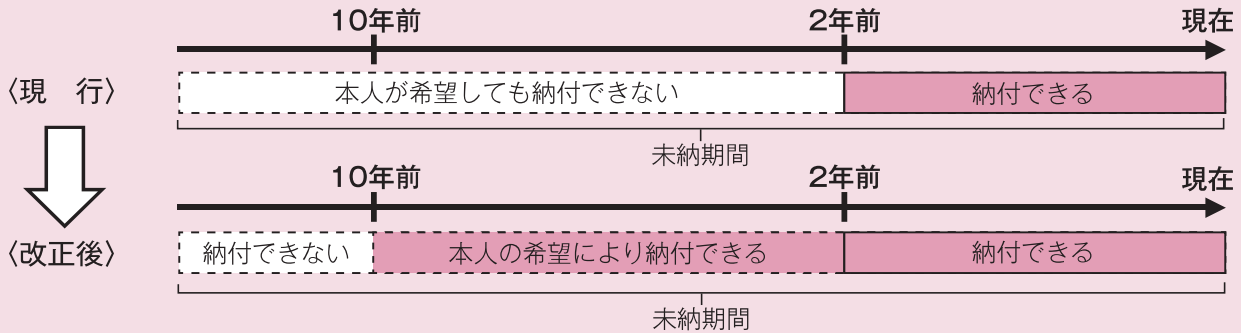 10年前 2年前 現在
〈現　行〉 本人が希望しても納付できない 納付できる
未納期間
10年前 2年前 現在
〈改正後〉 納付できない 本人の希望により納付できる 納付できる
未納期間